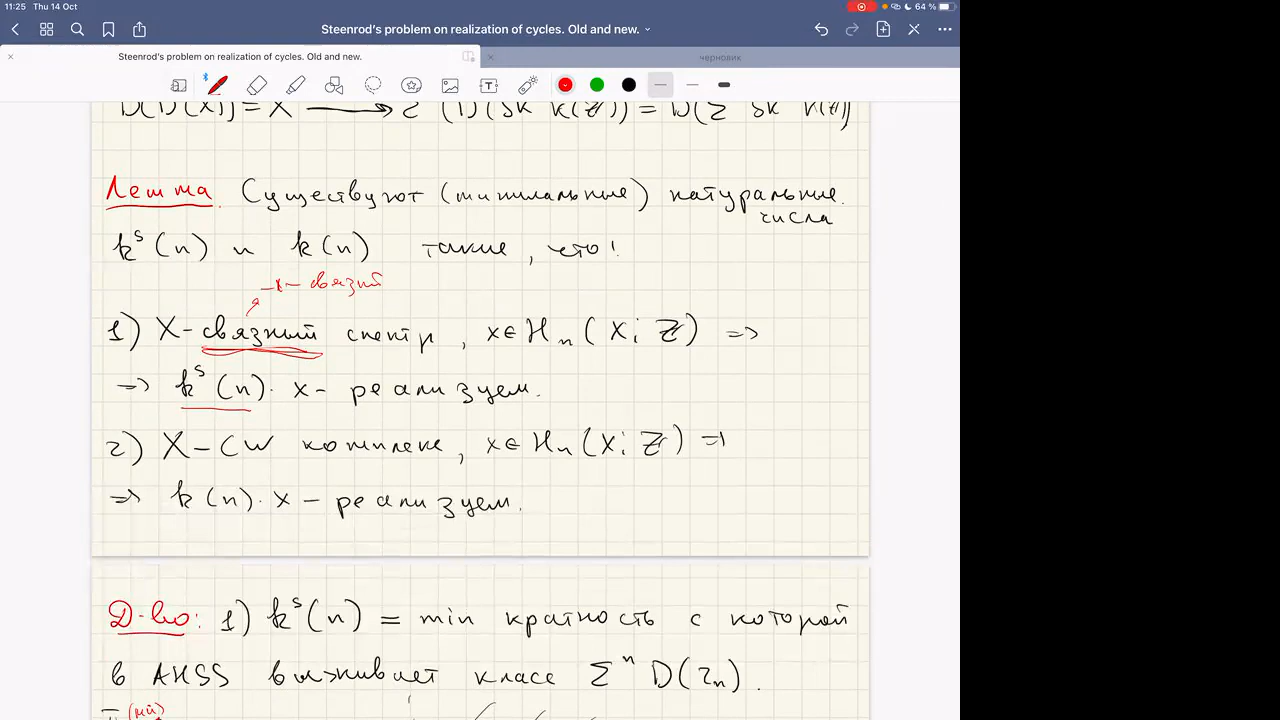 11:25 Thu 14 Oct
64 %
Steenrod's problem on realization of cycles. Old and new.
Steenrod's problem on realization of cycles. Old and new.
черновик
D(D(X)) = X ⟶
Лемма. Существуют (минимальные) натуральные числа
k^s(n) и k(n) такие, что:
-x- связный
1) X - связный спектр, x ∈ H_n(X; ℤ) =>
=> k^s(n) · x - реализуем.
2) X - CW комплекс, x ∈ H_n(X; ℤ) =>
=> k(n) · x - реализуем.
Д-во: 1) k^s(n) = min кратность с которой
в AHSS выживает класс Σ^n D(τ_n).